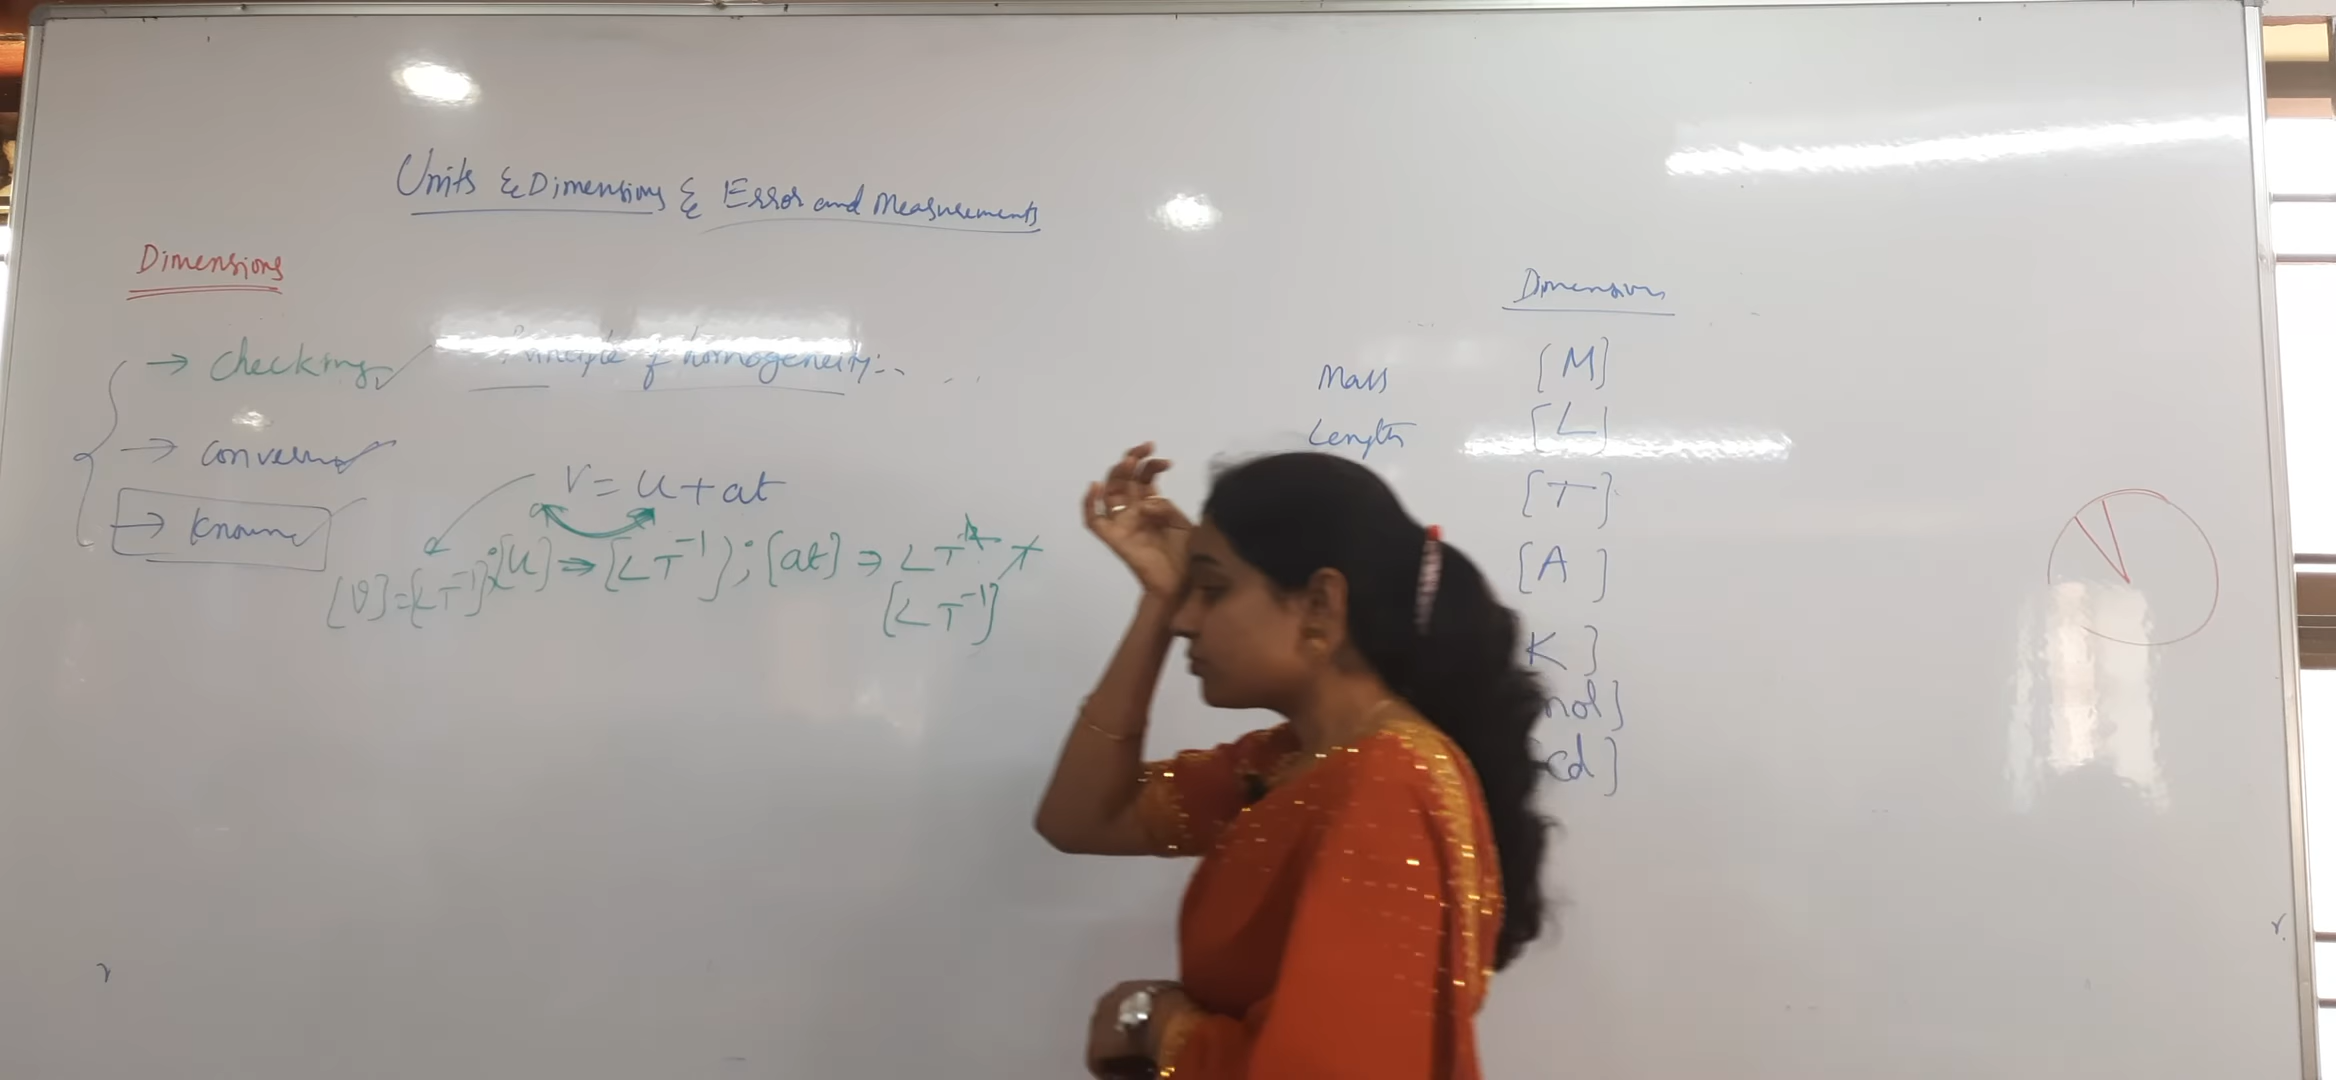 Units & Dimensions & Error and Measurements
Dimensions
→ checking Principle of homogeneity:-
→
→ known
V = u + at
[v] = [LT⁻¹]; [u] ⇒ [LT⁻¹]; [at] ⇒ LT⁻² T
[LT⁻¹]
Dimensions
Mass [M]
Length [L]
[T]
[A]
K]
mol]
cd]